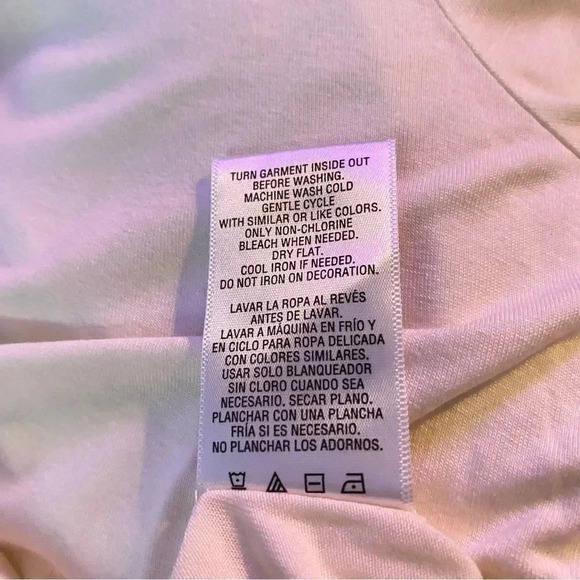 TURN GARMENT INSIDE OUT
BEFORE WASHING.
MACHINE WASH COLD
GENTLE CYCLE
WITH SIMILAR OR LIKE COLORS.
ONLY NON-CHLORINE
BLEACH WHEN NEEDED.
DRY FLAT.
COOL IRON IF NEEDED.
DO NOT IRON ON DECORATION.
LAVAR LA ROPA AL REVÉS
ANTES DE LAVAR.
LAVAR A MÁQUINA EN FRÍO Y
EN CICLO PARA ROPA DELICADA
CON COLORES SIMILARES.
USAR SOLO BLANQUEADOR
SIN CLORO CUANDO SEA
NECESARIO. SECAR PLANO.
PLANCHAR CON UNA PLANCHA
FRÍA SI ES NECESARIO.
NO PLANCHAR LOS ADORNOS.